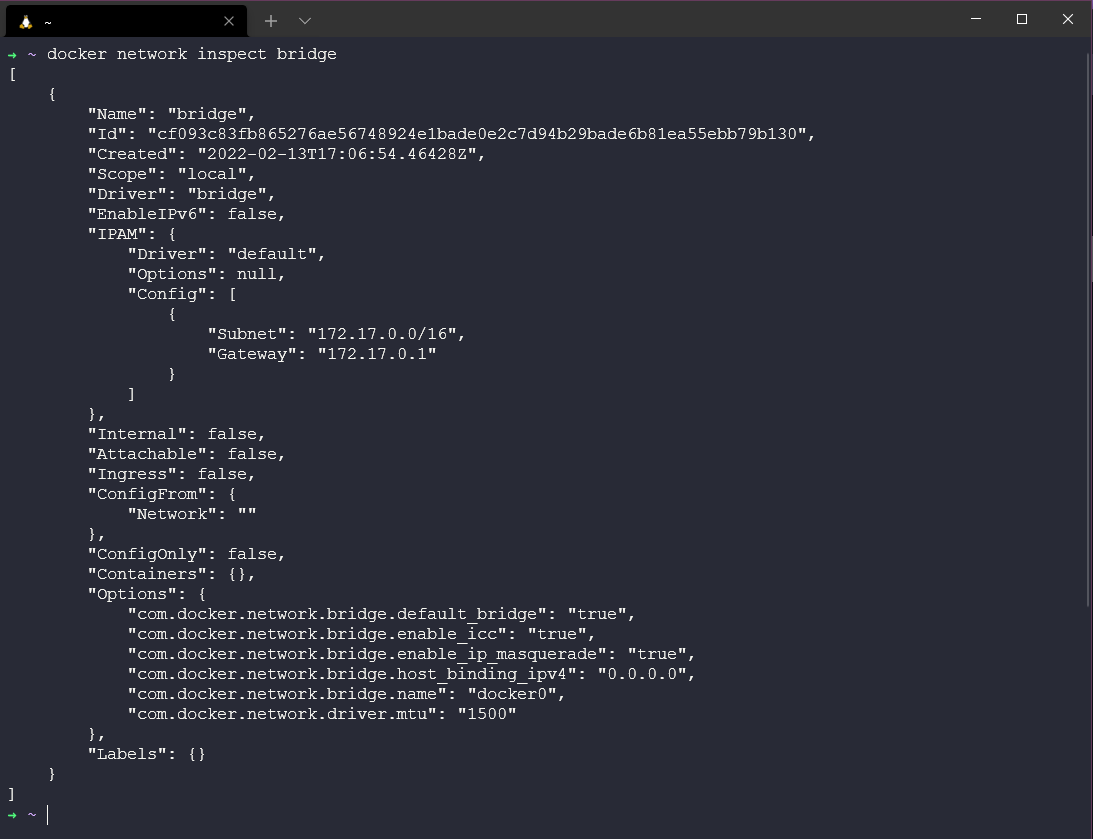 ~
→ ~ docker network inspect bridge
[
    {
        "Name": "bridge",
        "Id": "cf093c83fb865276ae56748924e1bade0e2c7d94b29bade6b81ea55ebb79b130",
        "Created": "2022-02-13T17:06:54.46428Z",
        "Scope": "local",
        "Driver": "bridge",
        "EnableIPv6": false,
        "IPAM": {
            "Driver": "default",
            "Options": null,
            "Config": [
                {
                    "Subnet": "172.17.0.0/16",
                    "Gateway": "172.17.0.1"
                }
            ]
        },
        "Internal": false,
        "Attachable": false,
        "Ingress": false,
        "ConfigFrom": {
            "Network": ""
        },
        "ConfigOnly": false,
        "Containers": {},
        "Options": {
            "com.docker.network.bridge.default_bridge": "true",
            "com.docker.network.bridge.enable_icc": "true",
            "com.docker.network.bridge.enable_ip_masquerade": "true",
            "com.docker.network.bridge.host_binding_ipv4": "0.0.0.0",
            "com.docker.network.bridge.name": "docker0",
            "com.docker.network.driver.mtu": "1500"
        },
        "Labels": {}
    }
]
→ ~